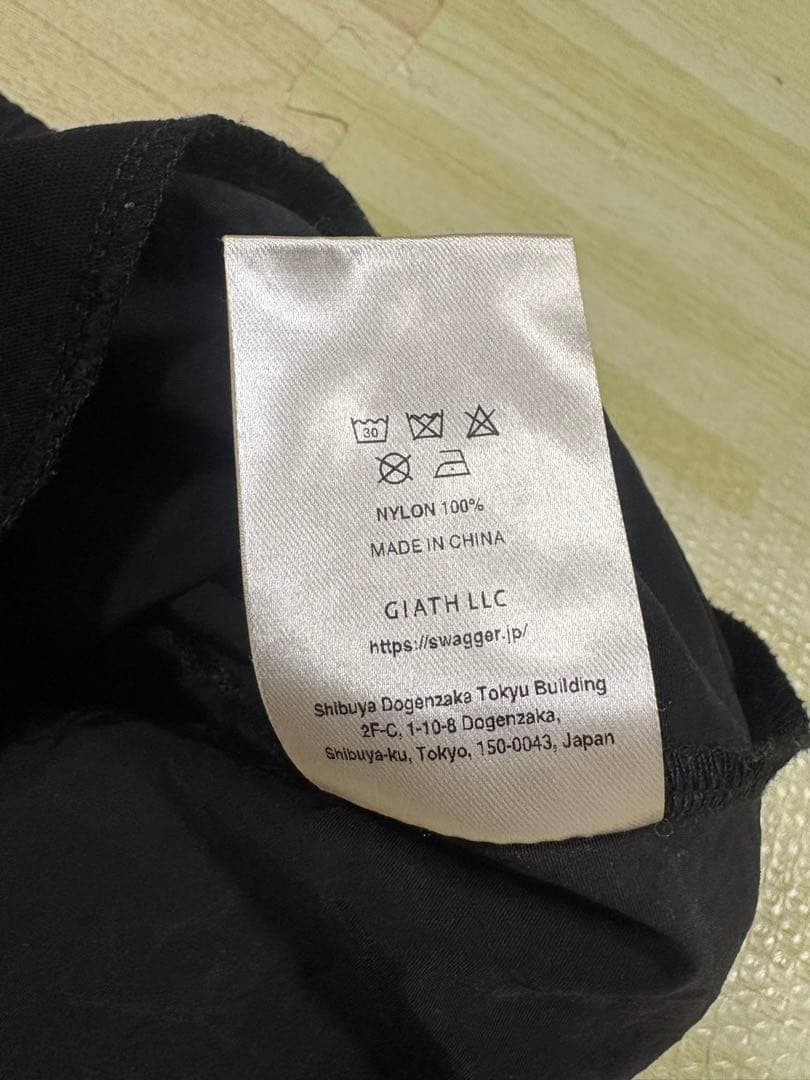 30
NYLON 100%
MADE IN CHINA
GIATH LLC
https://swagger.jp/
Shibuya Dogenzaka Tokyu Building
2F-C, 1-10-8 Dogenzaka,
Shibuya-ku, Tokyo, 150-0043, Japan